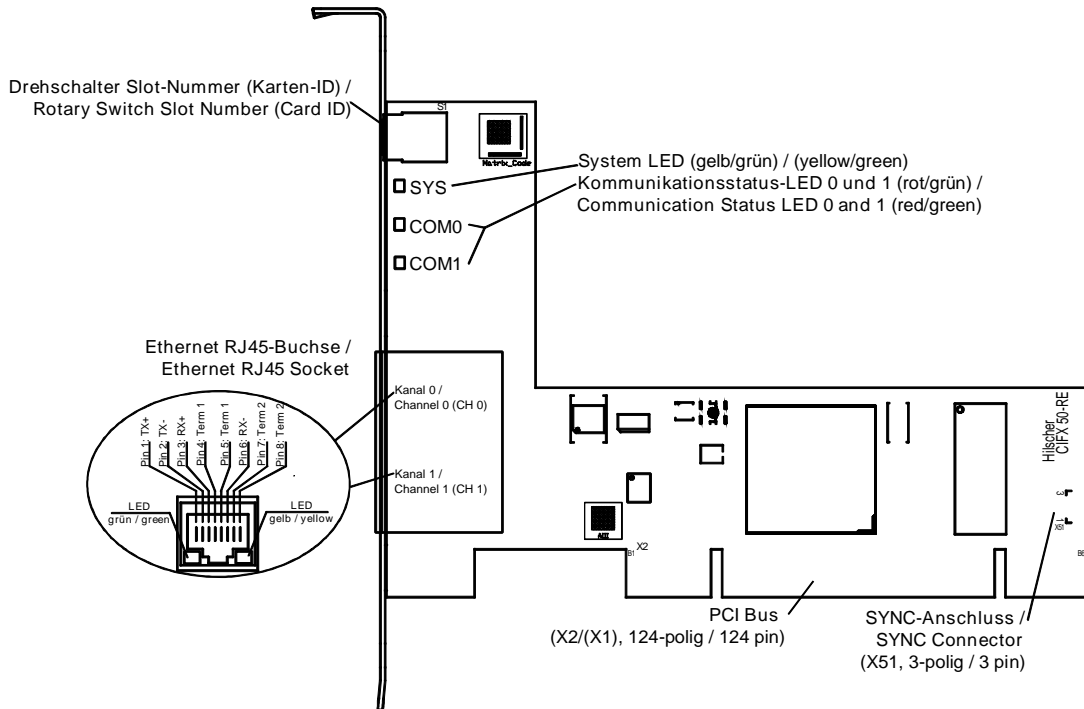 Drehschalter Slot-Nummer (Karten-ID) /
Rotary Switch Slot Number (Card ID)
S1
Matrix_Code
System LED (gelb/grün) / (yellow/green)
SYS
Kommunikationsstatus-LED 0 und 1 (rot/grün) /
Communication Status LED 0 and 1 (red/green)
COM0
COM1
Ethernet RJ45-Buchse /
Ethernet RJ45 Socket
Kanal 0 /
Channel 0 (CH 0)
Kanal 1 /
Channel 1 (CH 1)
Pin 1: TX+
Pin 2: TX-
Pin 3: RX+
Pin 4: Term 1
Pin 5: Term 1
Pin 6: RX-
Pin 7: Term 2
Pin 8: Term 2
LED
grün / green
LED
gelb / yellow
Hilscher
CIFX 50-RE
3
1
X51
B1
X2
PCI Bus
(X2/(X1), 124-polig / 124 pin)
SYNC-Anschluss /
SYNC Connector
(X51, 3-polig / 3 pin)